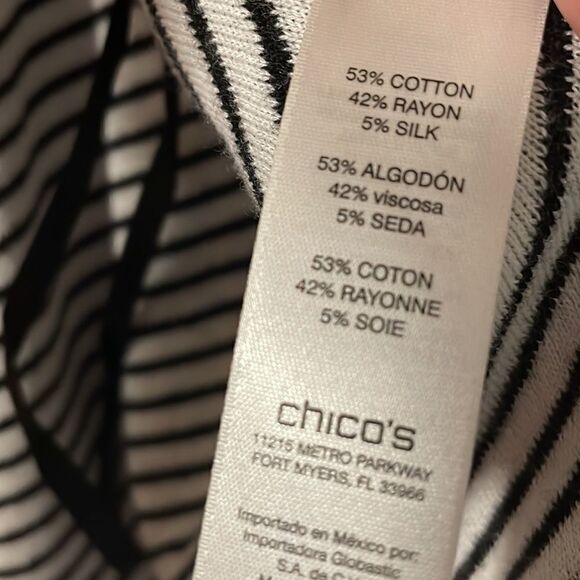 53% COTTON
42% RAYON
5% SILK
53% ALGODÓN
42% viscosa
5% SEDA
53% COTON
42% RAYONNE
5% SOIE
chico's
11215 METRO PARKWAY
FORT MYERS, FL 33966
Importado en México por:
Importadora Globastic
S.A. de